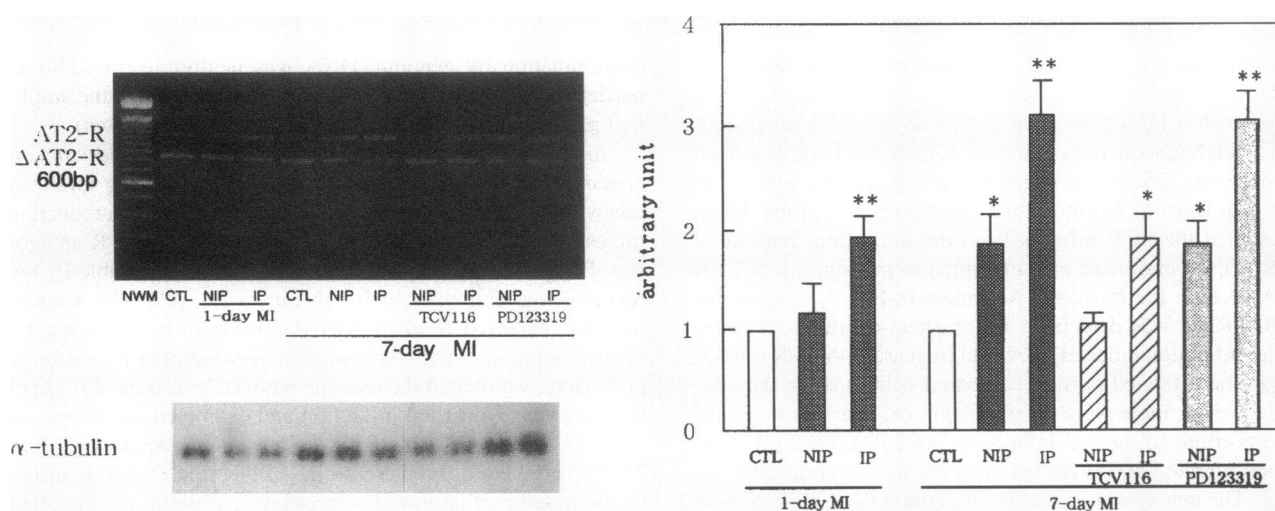 AT2-R
ΔAT2-R
600bp
NWM CTL NIP IP CTL NIP IP NIP IP NIP IP
1-day MI TCV116 PD123319
7-day MI
α-tubulin
4
3
2
1
0
arbitrary unit
** * ** * * **
CTL NIP IP CTL NIP IP NIP IP NIP IP
TCV116 PD123319
1-day MI 7-day MI